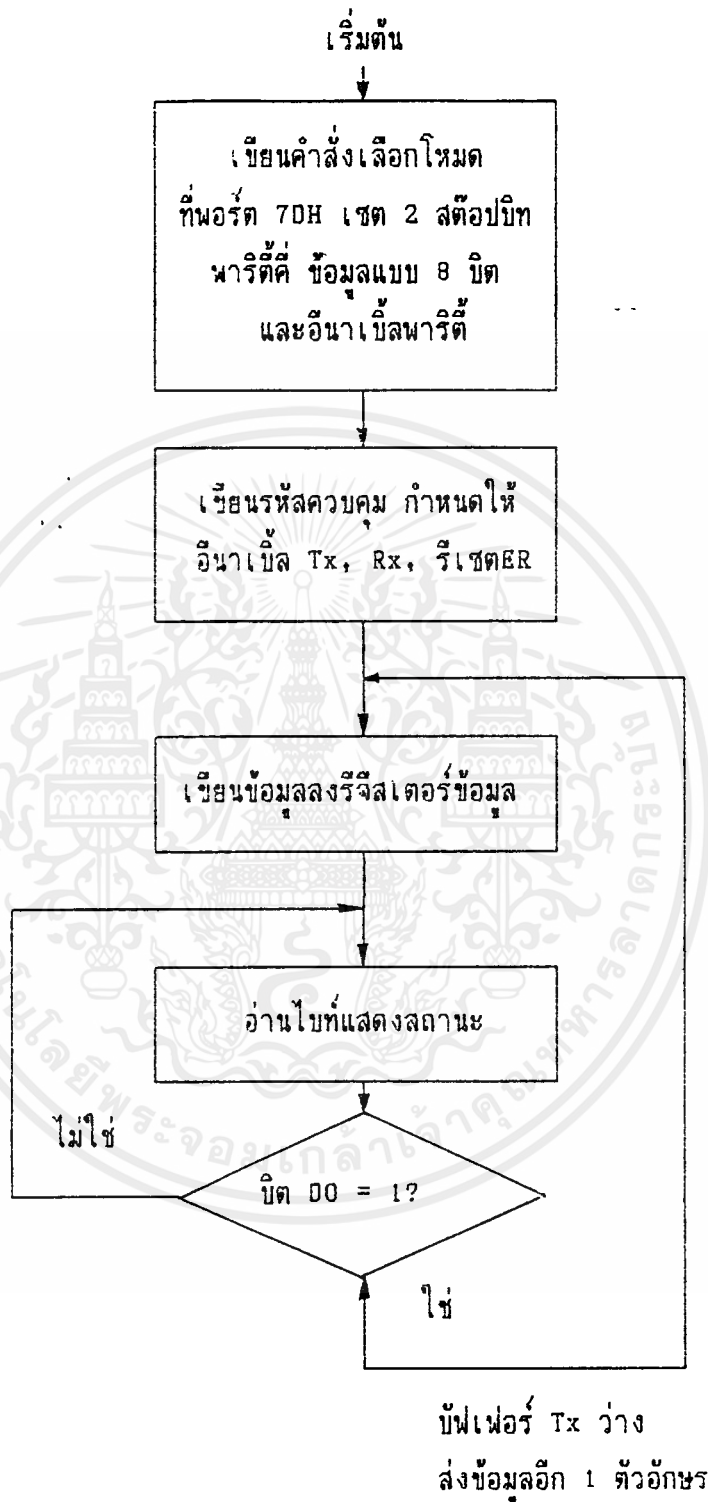 เริ่มต้น
เขียนคำสั่งเลือกโหมด
ที่พอร์ต 7DH เซต 2 สต๊อปบิท
พาริตี้คี่ ข้อมูลแบบ 8 บิต
และอีนาเบิ้ลพาริตี้
เขียนรหัสควบคุม กำหนดให้
อีนาเบิ้ล Tx, Rx, รีเซตER
เขียนข้อมูลลงรีจีสเตอร์ข้อมูล
อ่านไบท์แสดงสถานะ
ไม่ใช่
บิต D0 = 1?
ใช่
บัฟเฟอร์ Tx ว่าง
ส่งข้อมูลอีก 1 ตัวอักษร